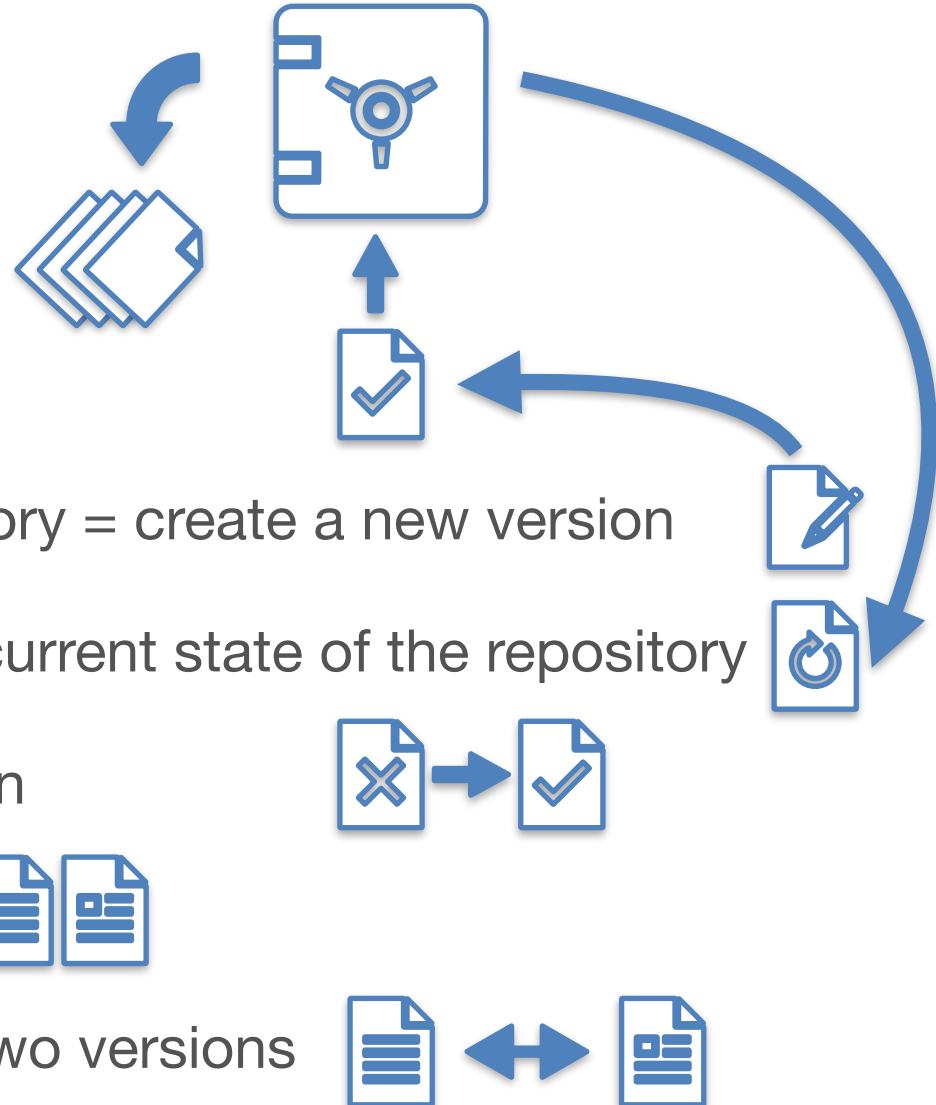 ory = create a new version
current state of the repository
n
wo versions